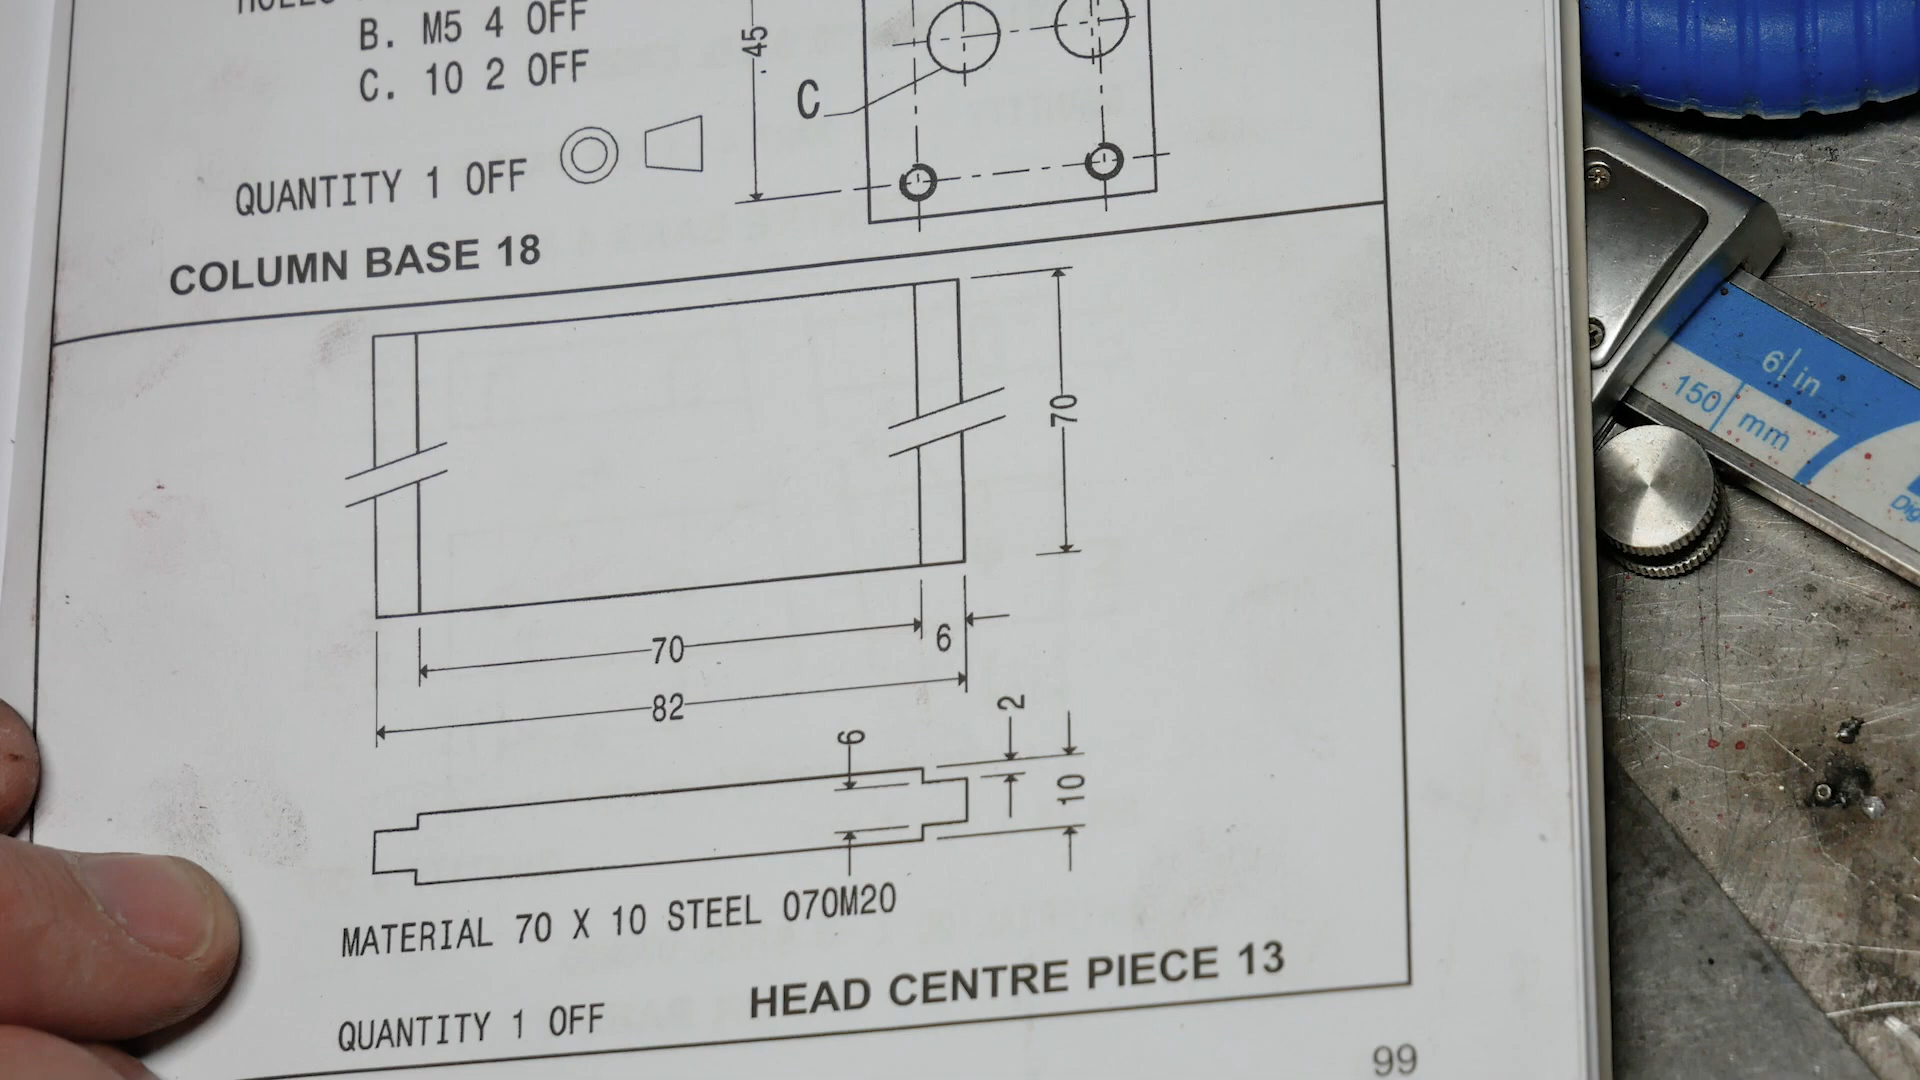 B. M5 4 OFF
C. 10 2 OFF
45
C
QUANTITY 1 OFF
COLUMN BASE 18
70
70
6
82
6
2
10
MATERIAL 70 X 10 STEEL 070M20
HEAD CENTRE PIECE 13
QUANTITY 1 OFF
99
6 in
150 mm